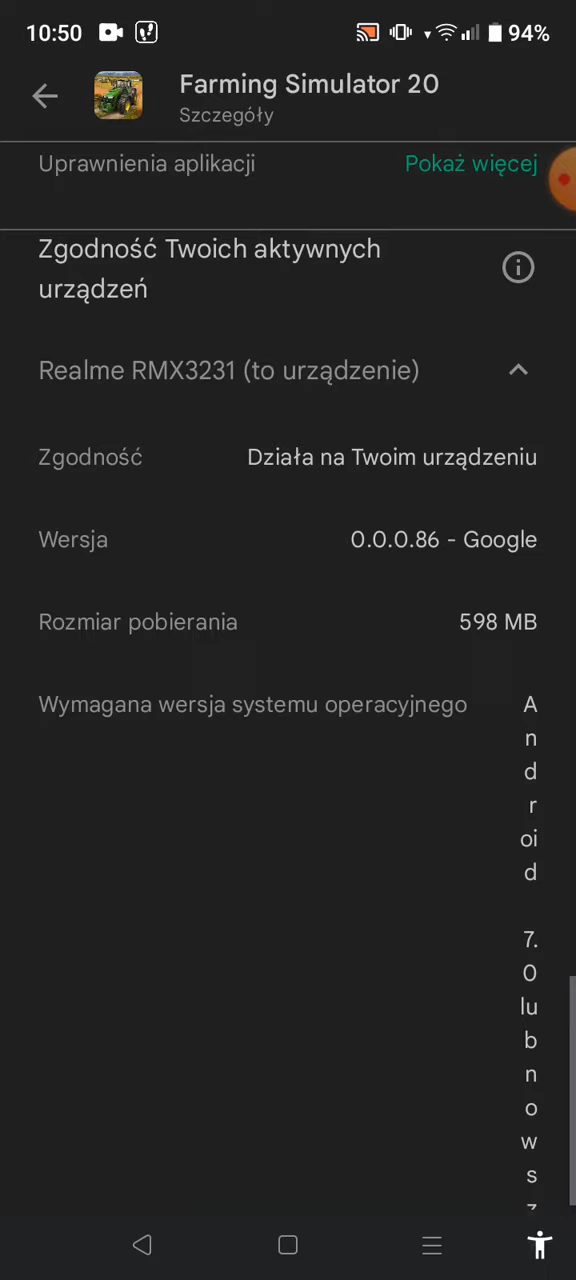 10:50
94%
Farming Simulator 20
Szczegóły
Uprawnienia aplikacji
Pokaż więcej
Zgodność Twoich aktywnych
urządzeń
Realme RMX3231 (to urządzenie)
Zgodność
Działa na Twoim urządzeniu
Wersja
0.0.0.86 - Google
Rozmiar pobierania
598 MB
Wymagana wersja systemu operacyjnego
A
n
d
r
oi
d
7.
0
lu
b
n
o
w
s
z